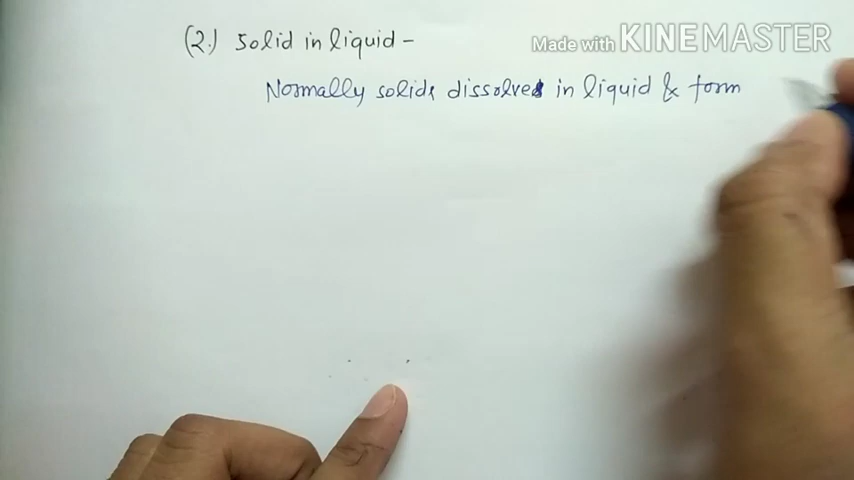 (2.) Solid in liquid –
Made with KINEMASTER
Normally solids dissolves in liquid & form